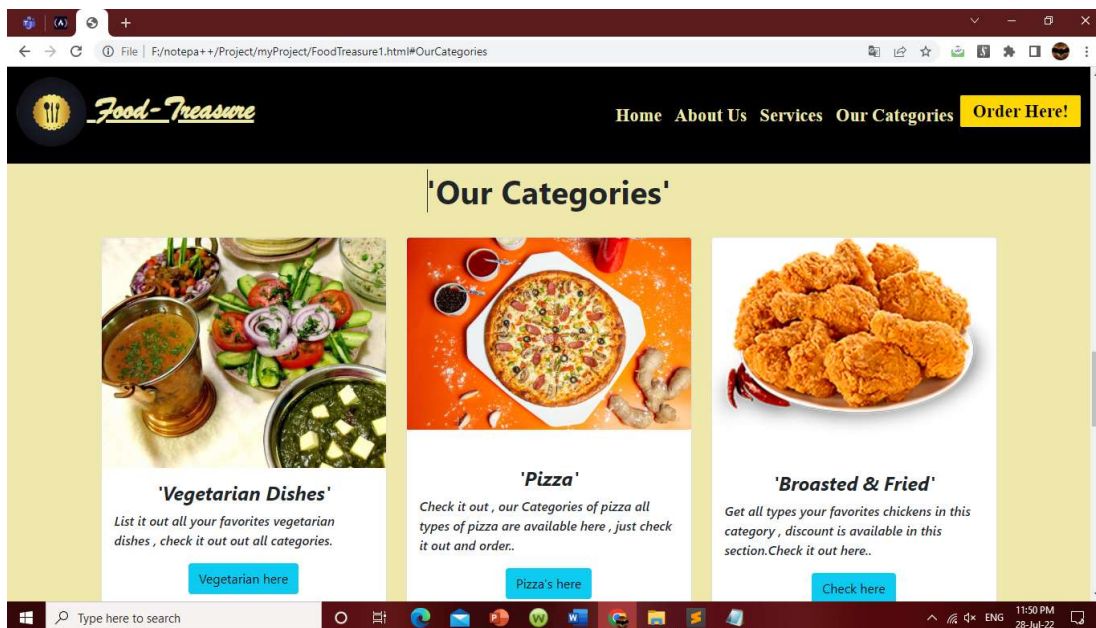 File | F:/notepa++/Project/myProject/FoodTreasure1.html#OurCategories
Food-Treasure
Home About Us Services Our Categories Order Here!
'Our Categories'
'Vegetarian Dishes'
List it out all your favorites vegetarian
dishes , check it out out all categories.
Vegetarian here
'Pizza'
Check it out , our Categories of pizza all
types of pizza are available here , just check
it out and order..
Pizza's here
'Broasted & Fried'
Get all types your favorites chickens in this
category , discount is available in this
section.Check it out here..
Check here
Type here to search
ENG
11:50 PM
28-Jul-22